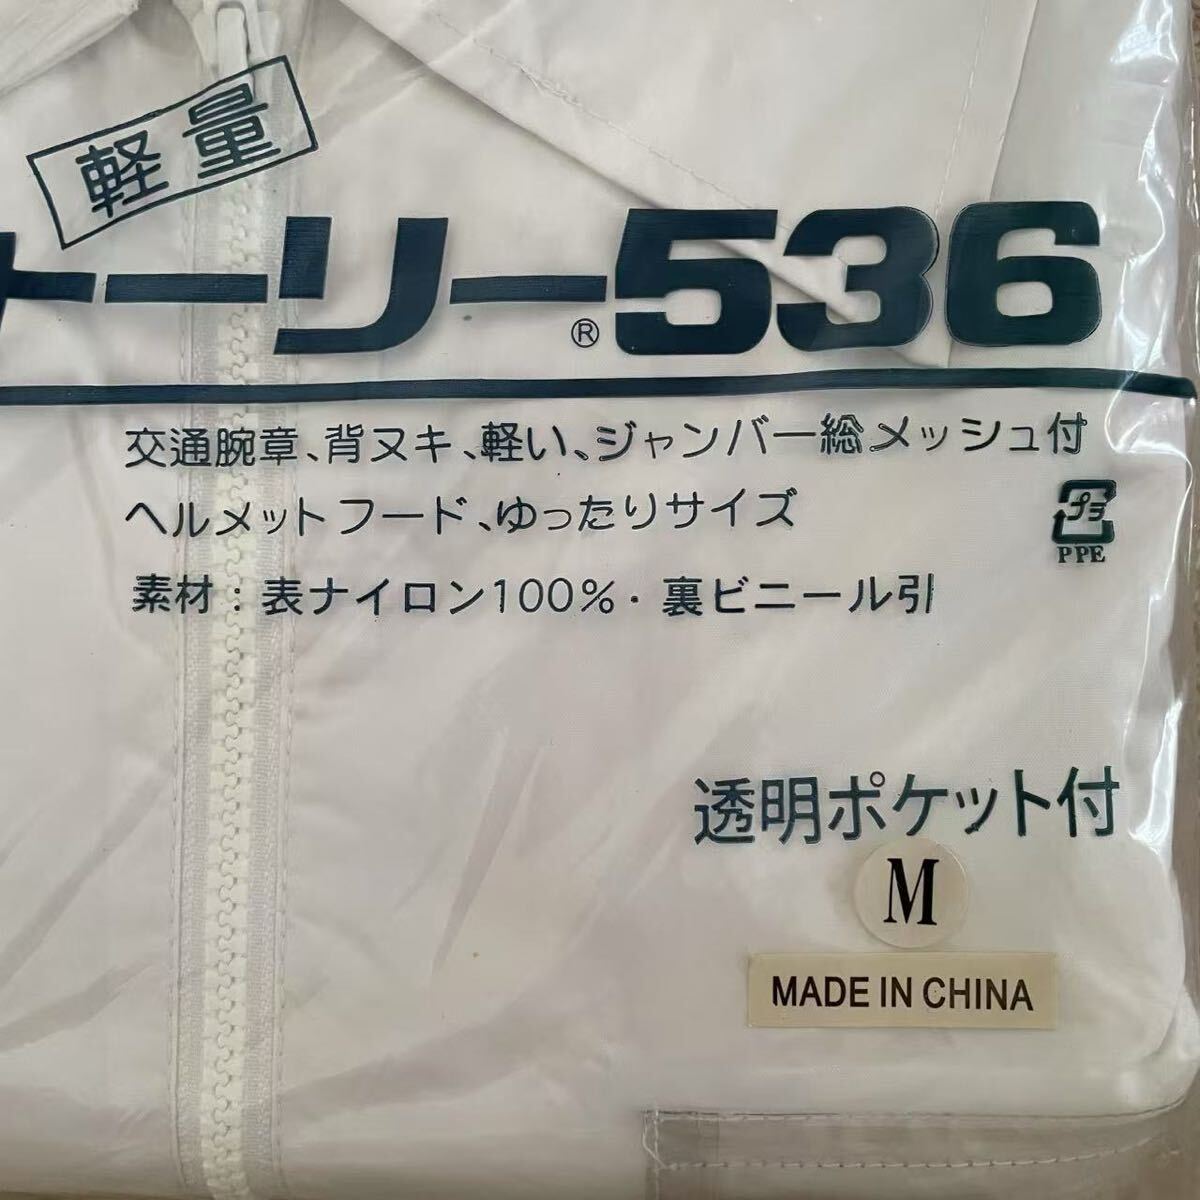 軽量
トーリー®536
交通腕章、背ヌキ、軽い、ジャンバー総メッシュ付
ヘルメットフード、ゆったりサイズ
プラ
PPE
素材：表ナイロン100%・裏ビニール引
透明ポケット付
M
MADE IN CHINA